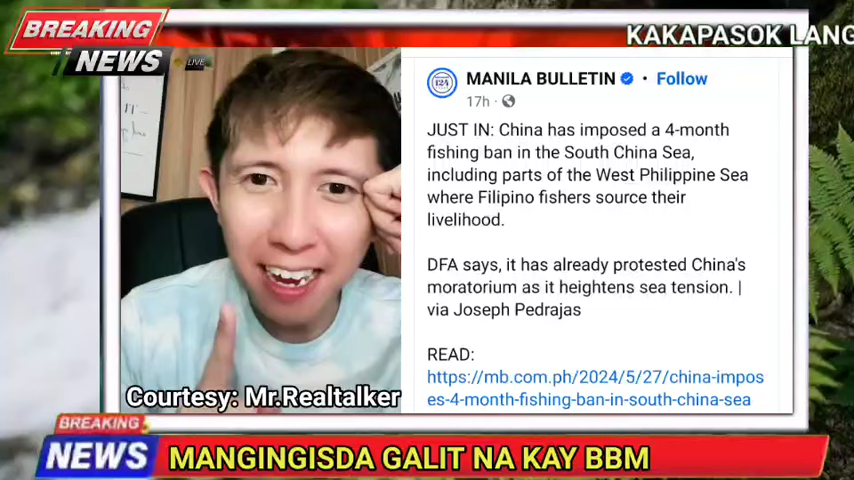 BREAKING
NEWS
LIVE
KAKAPASOK LANG
MANILA BULLETIN • Follow
17h
JUST IN: China has imposed a 4-month
fishing ban in the South China Sea,
including parts of the West Philippine Sea
where Filipino fishers source their
livelihood.
DFA says, it has already protested China's
moratorium as it heightens sea tension. |
via Joseph Pedrajas
READ:
https://mb.com.ph/2024/5/27/china-impos
es-4-month-fishing-ban-in-south-china-sea
Courtesy: Mr.Realtalker
BREAKING
NEWS
MANGINGISDA GALIT NA KAY BBM